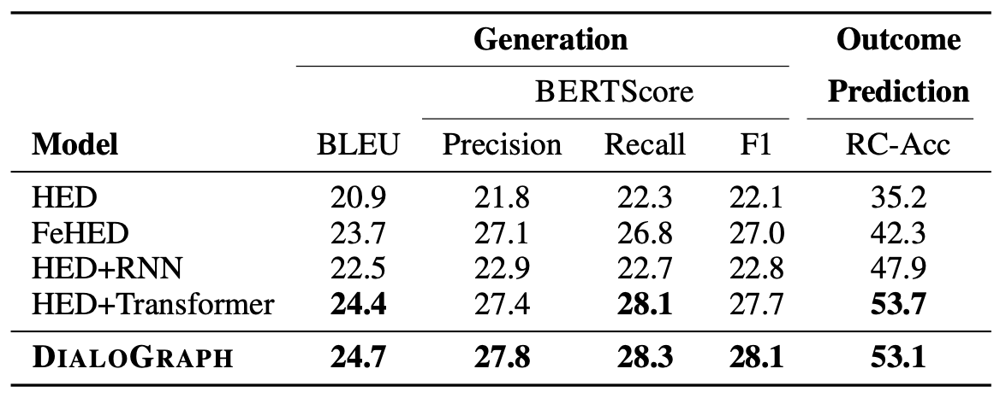 Generation Outcome
BERTScore Prediction
Model BLEU Precision Recall F1 RC-Acc
HED 20.9 21.8 22.3 22.1 35.2
FeHED 23.7 27.1 26.8 27.0 42.3
HED+RNN 22.5 22.9 22.7 22.8 47.9
HED+Transformer 24.4 27.4 28.1 27.7 53.7
DIALOGRAPH 24.7 27.8 28.3 28.1 53.1